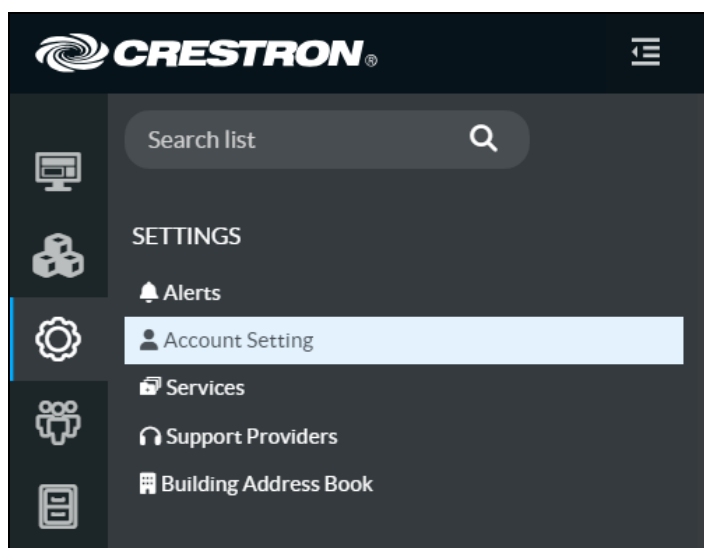 CRESTRON®
Search list
SETTINGS
Alerts
Account Setting
Services
Support Providers
Building Address Book